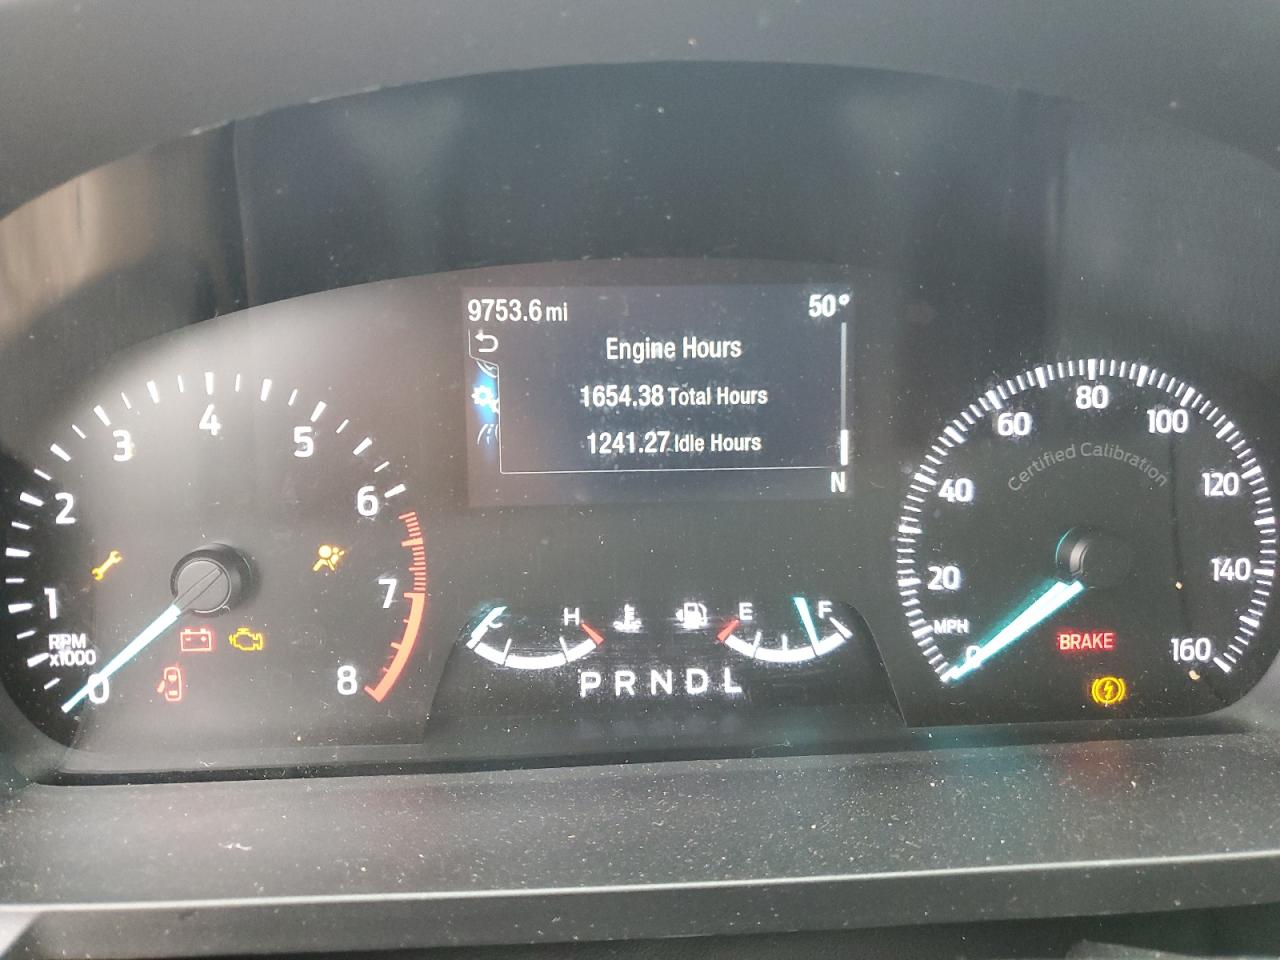 9753.6 mi
50°
Engine Hours
1654.38 Total Hours
1241.27 Idle Hours
N
0
1
2
3
4
5
6
7
8
RPM
x1000
C
H
E
F
PRNDL
0
20
40
60
80
100
120
140
160
MPH
Certified Calibration
BRAKE